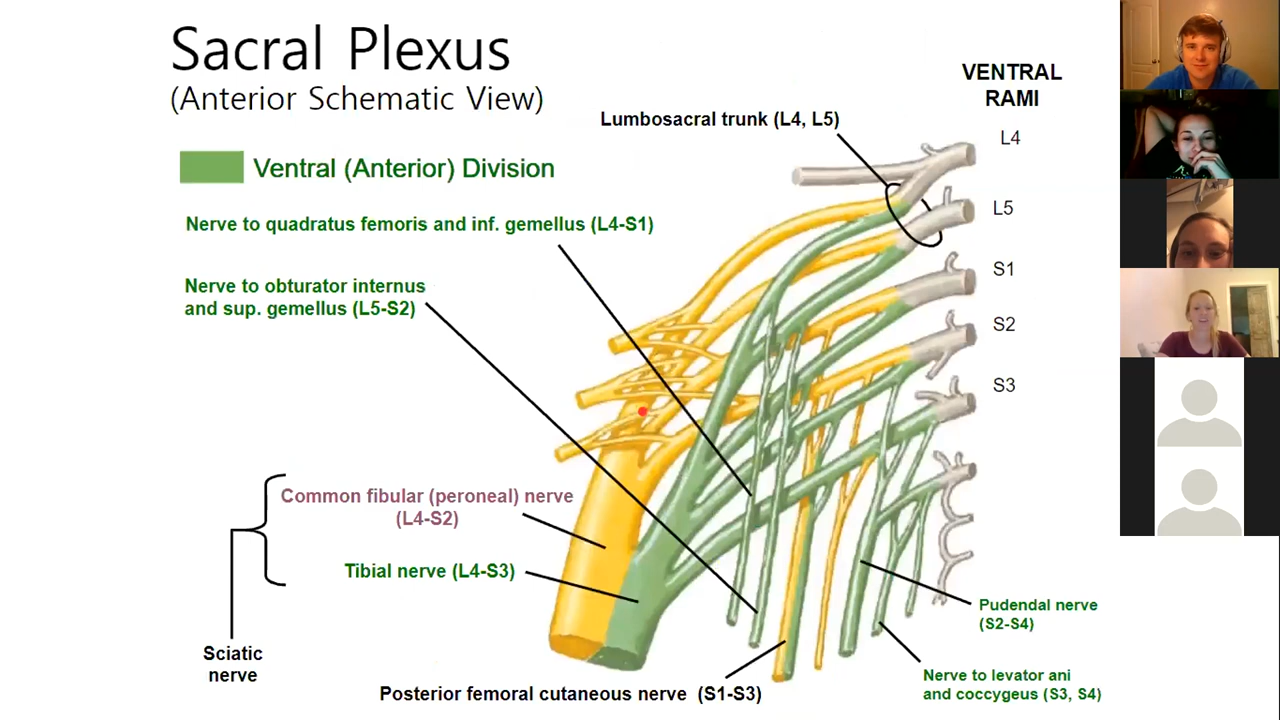 Sacral Plexus
(Anterior Schematic View)
VENTRAL
RAMI
Lumbosacral trunk (L4, L5)
L4
Ventral (Anterior) Division
L5
Nerve to quadratus femoris and inf. gemellus (L4-S1)
S1
Nerve to obturator internus
and sup. gemellus (L5-S2)
S2
S3
Common fibular (peroneal) nerve
(L4-S2)
Tibial nerve (L4-S3)
Sciatic
nerve
Pudendal nerve
(S2-S4)
Posterior femoral cutaneous nerve (S1-S3)
Nerve to levator ani
and coccygeus (S3, S4)